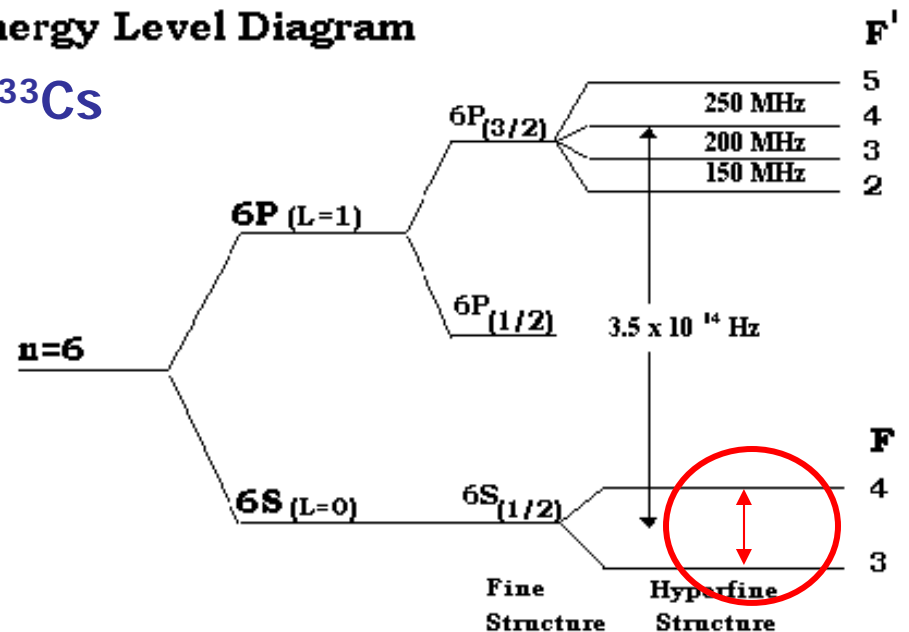 nergy Level Diagram
33Cs
F'
5
250 MHz
4
6P(3/2)
200 MHz
3
150 MHz
2
6P (L=1)
6P(1/2)
3.5 x 10 14 Hz
n=6
F
6S (L=0)
6S(1/2)
4
3
Fine Structure
Hyperfine Structure